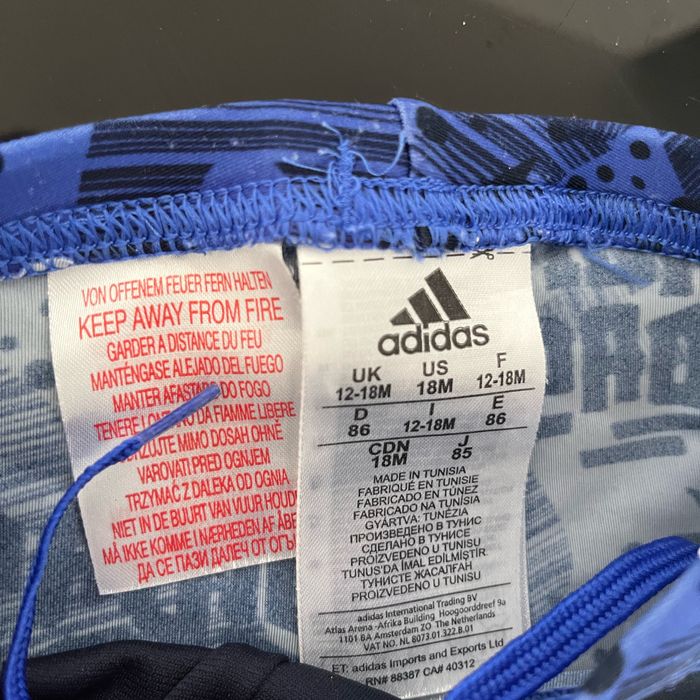 VON OFFENEM FEUER FERN HALTEN
KEEP AWAY FROM FIRE
GARDER A DISTANCE DU FEU
MANTÉNGASE ALEJADO DEL FUEGO
MANTER AFASTADO DO FOGO
TENERE LONTANO DA FIAMME LIBERE
MIMO DOSAH OHNĚ
VAROVATI PRED OGNJEM
TRZYMAĆ Z DALEKA OD OGNIA
NIET IN DE BUURT VAN VUUR HOUD
MÅ IKKE KOMME I NÆRHEDEN AF ÅBE
ДА СЕ ПАЗИ ДАЛЕЧ ОТ ОГЪ
adidas
UK US F
12-18M 18M 12-18M
D I E
86 12-18M 86
CDN J
18M 85
MADE IN TUNISIA
FABRIQUÉ EN TUNISIE
FABRICADO EN TÚNEZ
FABRICADO NA TUNÍSIA
GYÁRTVA: TUNÉZIA
ПРОИЗВЕДЕНО В ТУНИС
СДЕЛАНО В ТУНИСЕ
PROIZVEDENO U TUNISU
TUNUS'DA İMAL EDİLMİŞTİR.
ТУНИСТЕ ЖАСАЛҒАН
PROIZVEDENO V TUNIZIJI
adidas International Trading BV
Atlas Arena -Afrika Building Hoogoorddreef 9a
1101 BA Amsterdam ZO The Netherlands
VAT NO. NL 8073.01.322.B.01
ET: adidas Imports and Exports Ltd
RN# 88387 CA# 40312